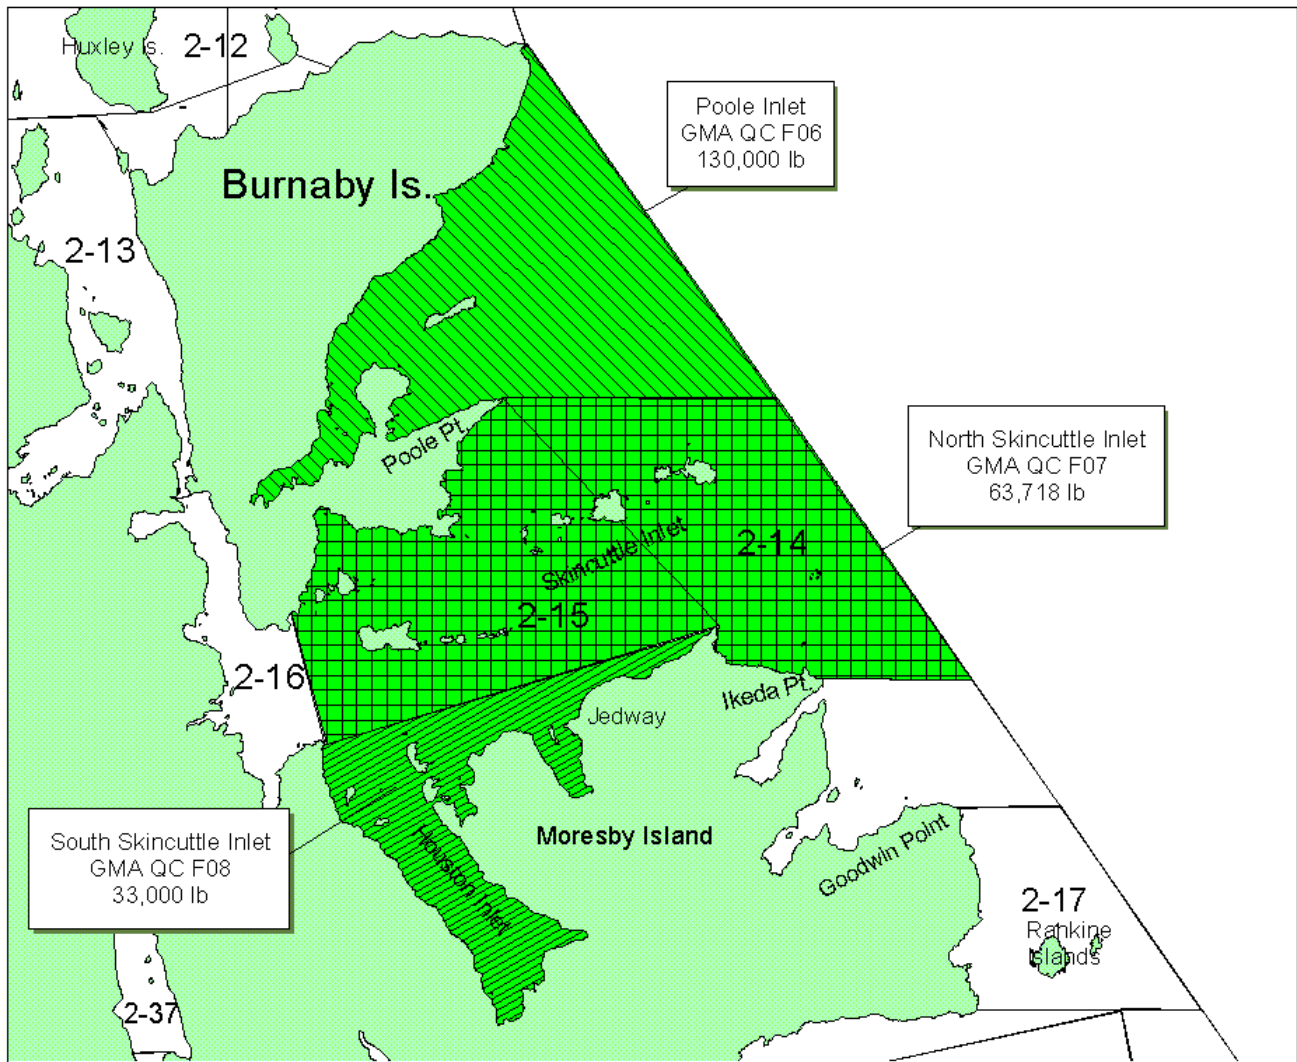 Huxley Is.
2-12
Poole Inlet
GMA QC F06
130,000 lb
Burnaby Is.
2-13
Poole Pt.
North Skincuttle Inlet
GMA QC F07
63,718 lb
Skincuttle Inlet
2-14
2-15
2-16
Ikeda Pt.
Jedway
South Skincuttle Inlet
GMA QC F08
33,000 lb
Houston Inlet
Moresby Island
Goodwin Point
2-17
Rankine
Islands
2-37